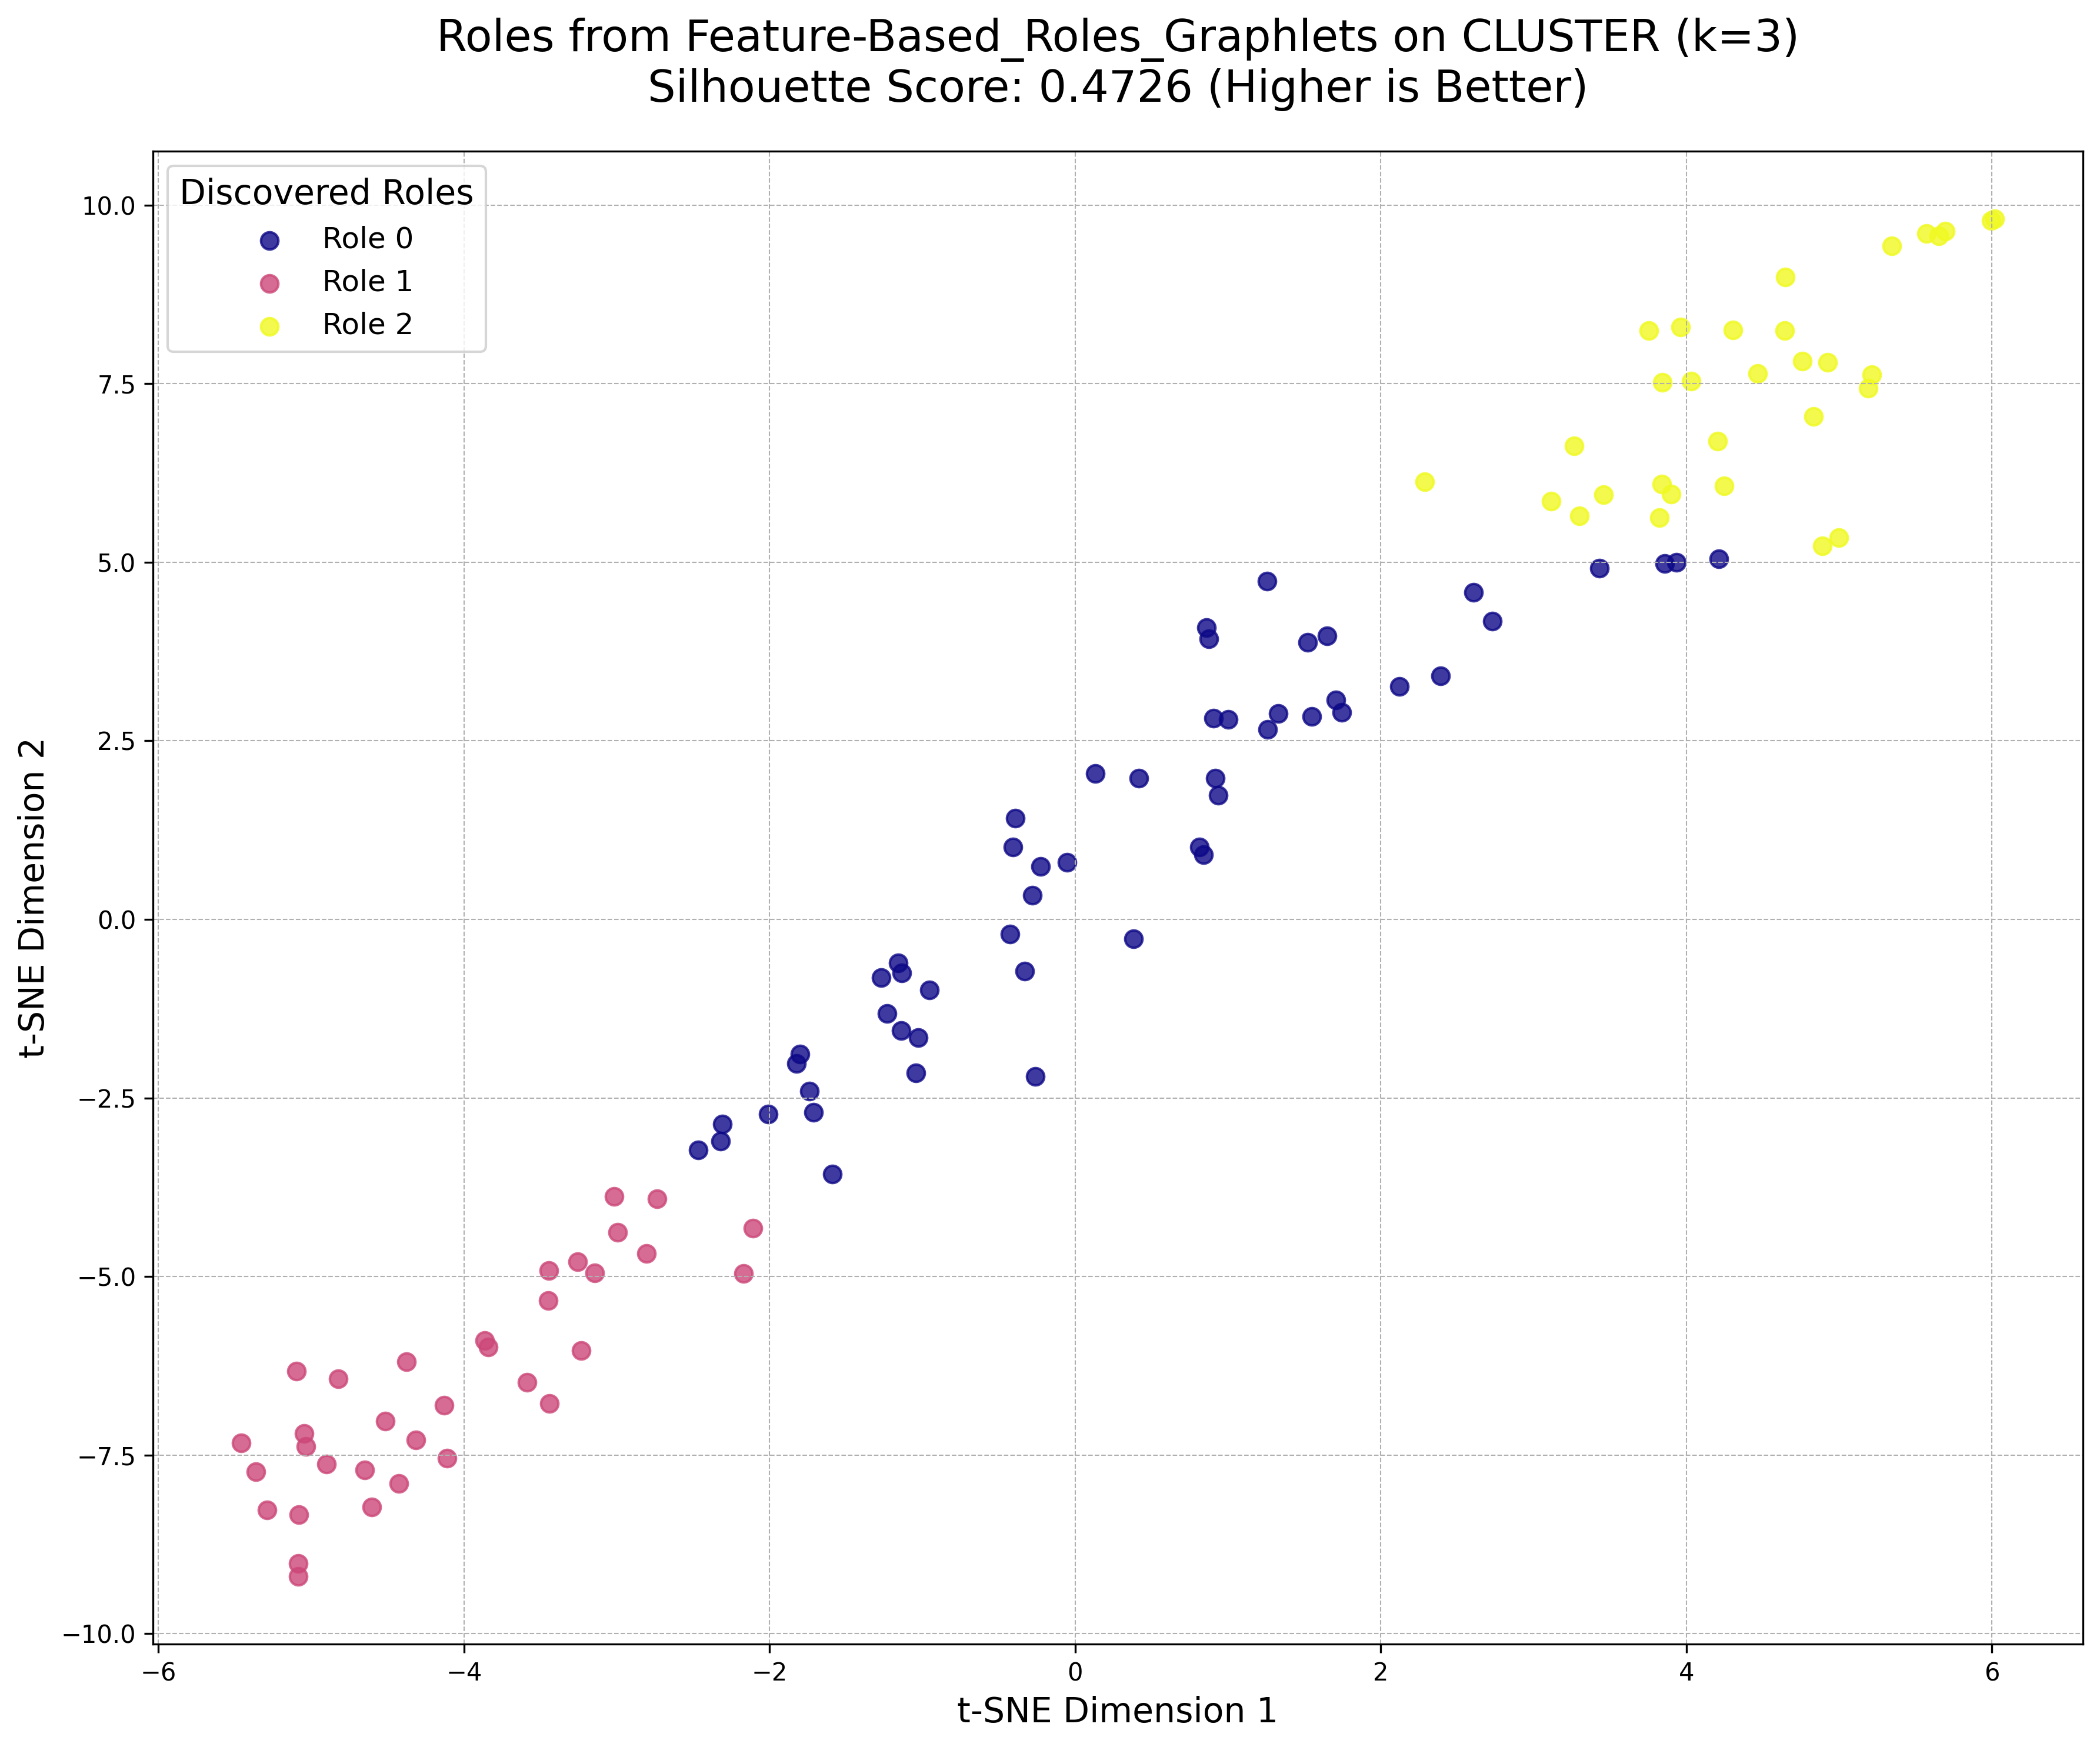 Roles from Feature-Based_Roles_Graphlets on CLUSTER (k=3)
Silhouette Score: 0.4726 (Higher is Better)
Discovered Roles
Role 0
Role 1
Role 2
10.0
7.5
5.0
2.5
0.0
−2.5
−5.0
−7.5
−10.0
t-SNE Dimension 2
−6
−4
−2
0
2
4
6
t-SNE Dimension 1